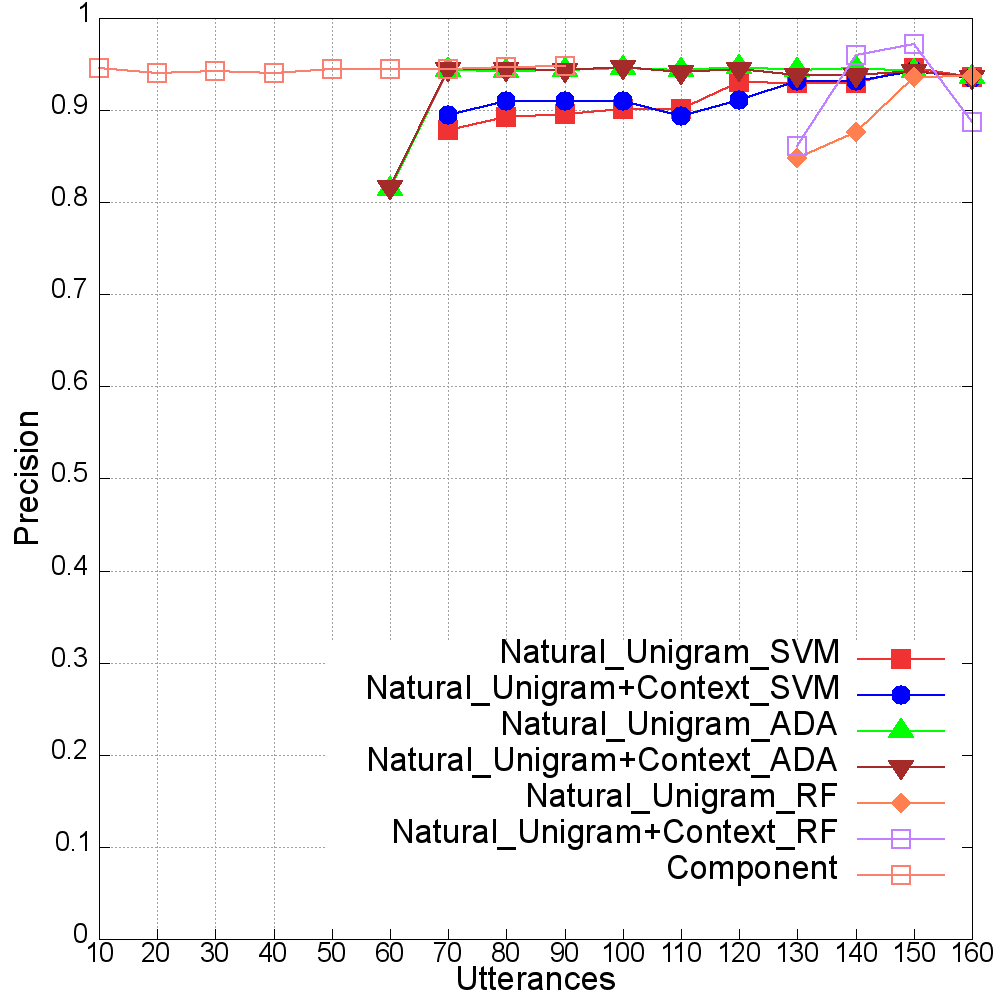 1
0.9
0.8
0.7
0.6
0.5
0.4
0.3
0.2
0.1
0
Precision
Natural_Unigram_SVM
Natural_Unigram+Context_SVM
Natural_Unigram_ADA
Natural_Unigram+Context_ADA
Natural_Unigram_RF
Natural_Unigram+Context_RF
Component
10 20 30 40 50 60 70 80 90 100 110 120 130 140 150 160
Utterances